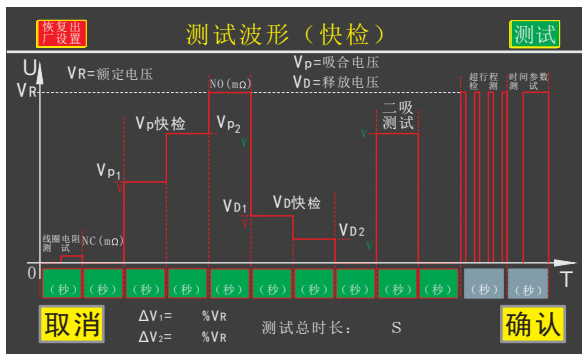 恢复出
厂设置
测试波形（快检）
测试
U
VR=额定电压
Vp=吸合电压
VD=释放电压
VR
NO(mΩ)
超行程
检 测
时间参数
测 试
Vp快检
Vp2
V
二吸
测试
V
Vp1
V
VD1
V
VD快检
VD2
V
线圈电阻
测 试
NC(mΩ)
0
T
(秒) (秒) (秒) (秒) (秒) (秒) (秒) (秒) (秒) (秒) (秒) (秒)
取消
ΔV1= %VR
ΔV2= %VR
测试总时长: S
确认